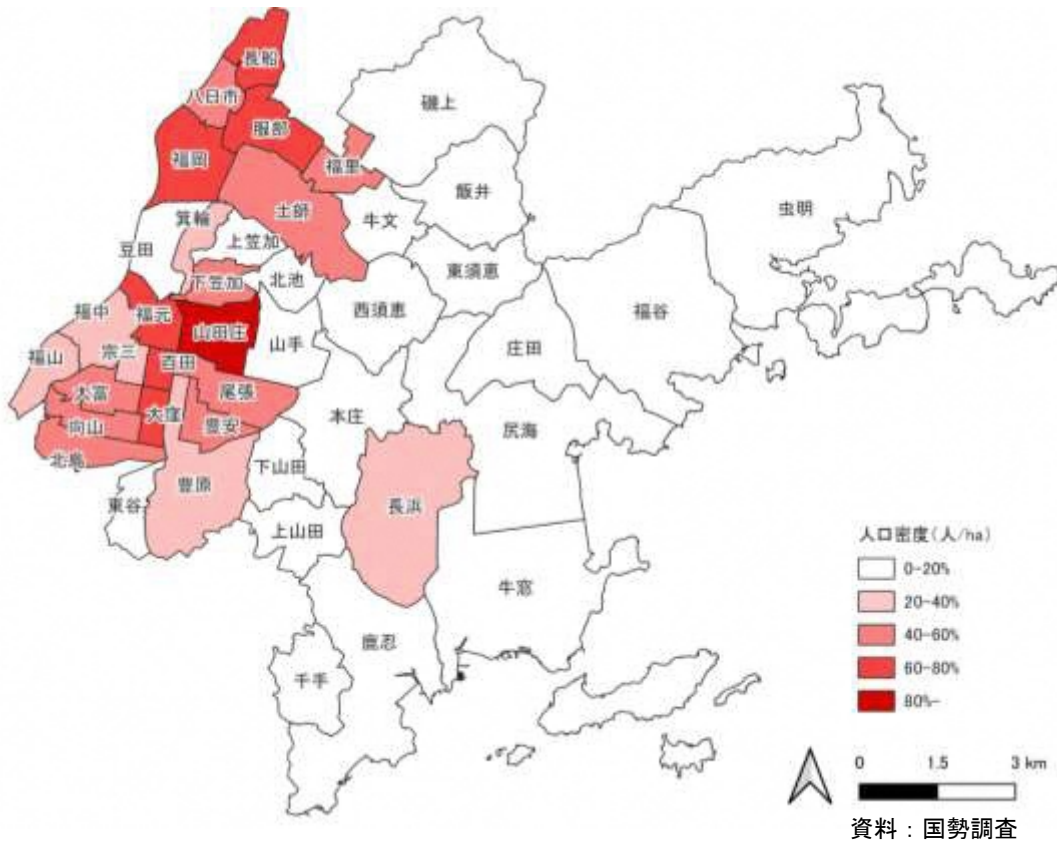 長船
八日市
磯上
服部
福岡
福里
飯井
虫明
土師
牛文
箕輪
上笠加
豆田
東須恵
下笠加
北池
西須恵
福谷
福中
福元
山田庄
山手
庄田
福山
宗三
百田
大富
尾張
大窪
本庄
向山
豊安
尻海
北島
下山田
豊原
長浜
東谷
上山田
牛窓
鹿忍
千手
人口密度(人/ha)
0-20%
20-40%
40-60%
60-80%
80%-
0 1.5 3 km
資料：国勢調査